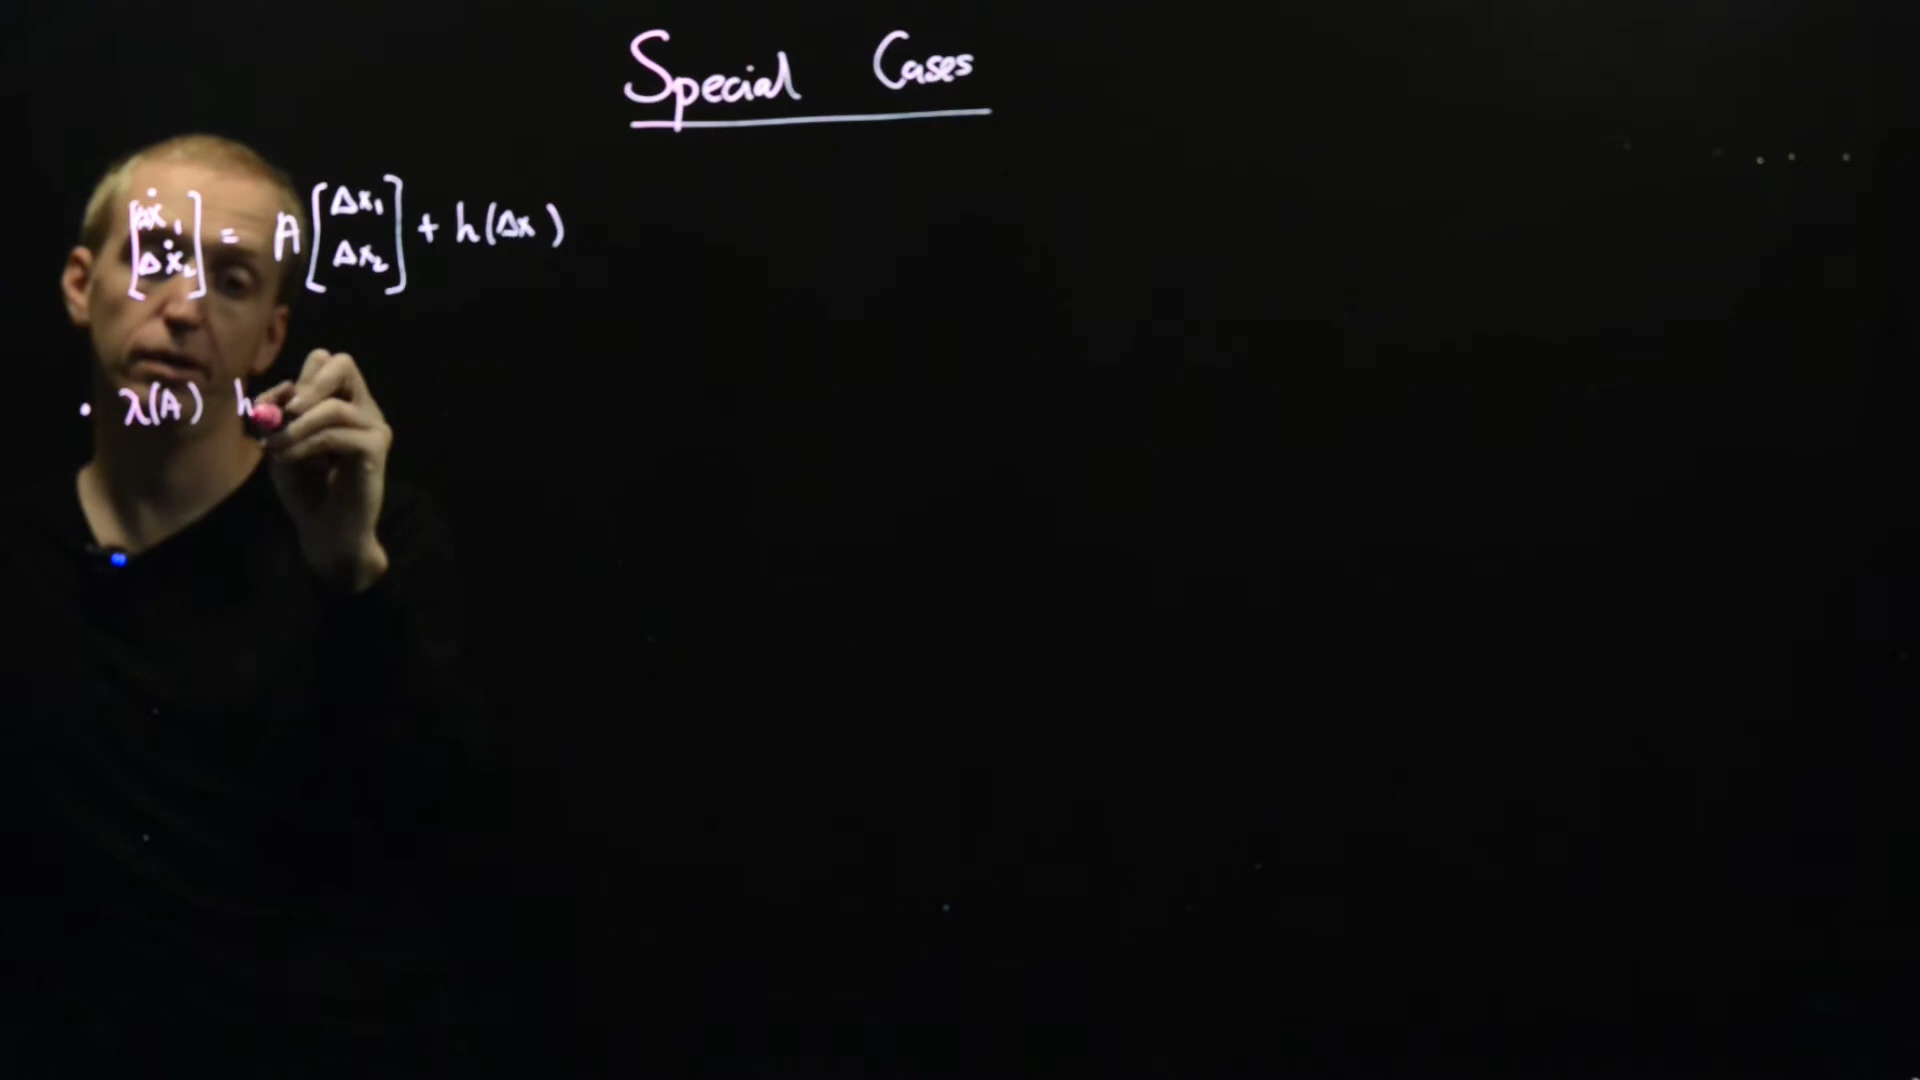 Special Cases
[Δẋ₁ Δẋ₂] = A [Δx₁ Δx₂] + h(Δx)
• λ(A) h